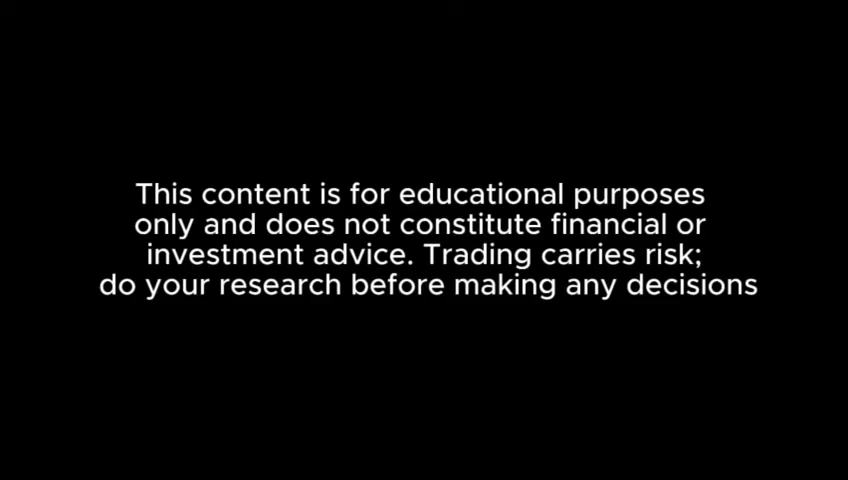 This content is for educational purposes
only and does not constitute financial or
investment advice. Trading carries risk;
do your research before making any decisions